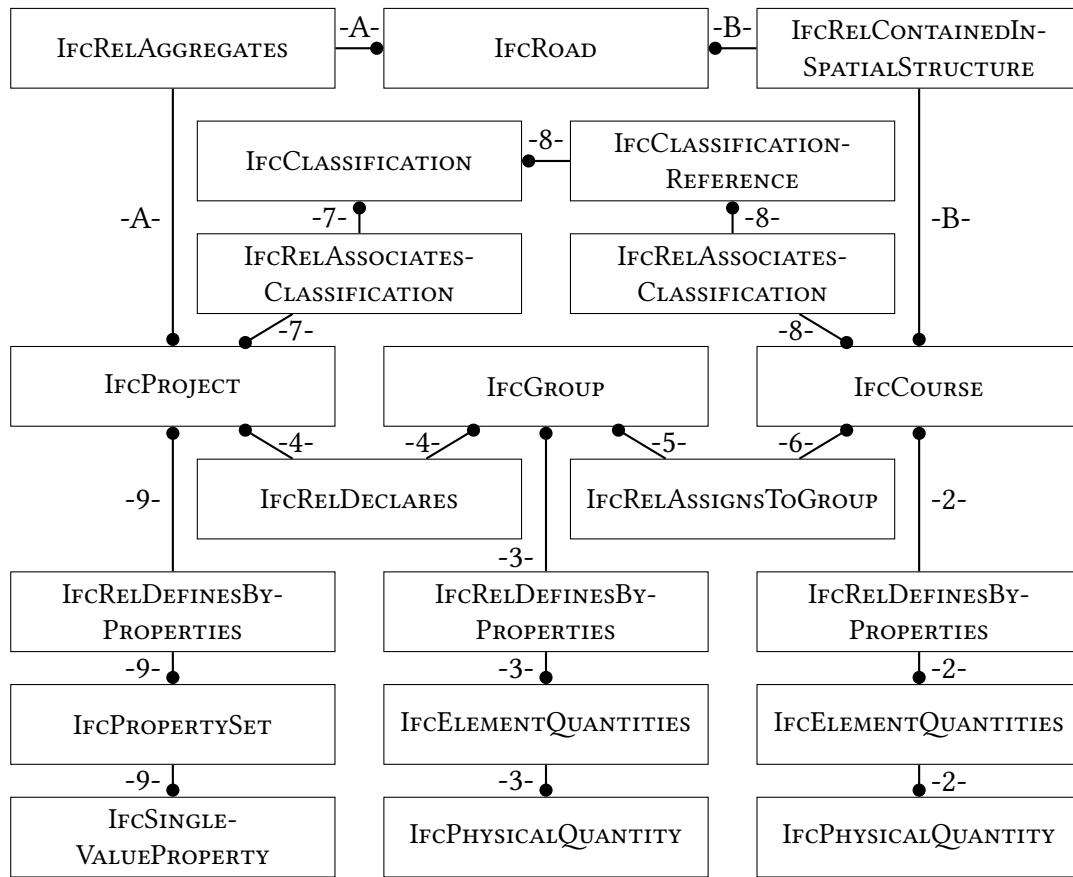 -A-
-B-
IfcRelAggregates
IfcRoad
IfcRelContainedIn-
SpatialStructure
IfcClassification
-8-
IfcClassification-
Reference
-A-
-7-
-8-
-B-
IfcRelAssociates-
Classification
IfcRelAssociates-
Classification
-7-
-8-
IfcProject
IfcGroup
IfcCourse
-4-
-4-
-5-
-6-
-9-
IfcRelDeclares
IfcRelAssignsToGroup
-2-
-3-
IfcRelDefinesBy-
Properties
IfcRelDefinesBy-
Properties
IfcRelDefinesBy-
Properties
-9-
-3-
-2-
IfcPropertySet
IfcElementQuantities
IfcElementQuantities
-9-
-3-
-2-
IfcSingle-
ValueProperty
IfcPhysicalQuantity
IfcPhysicalQuantity